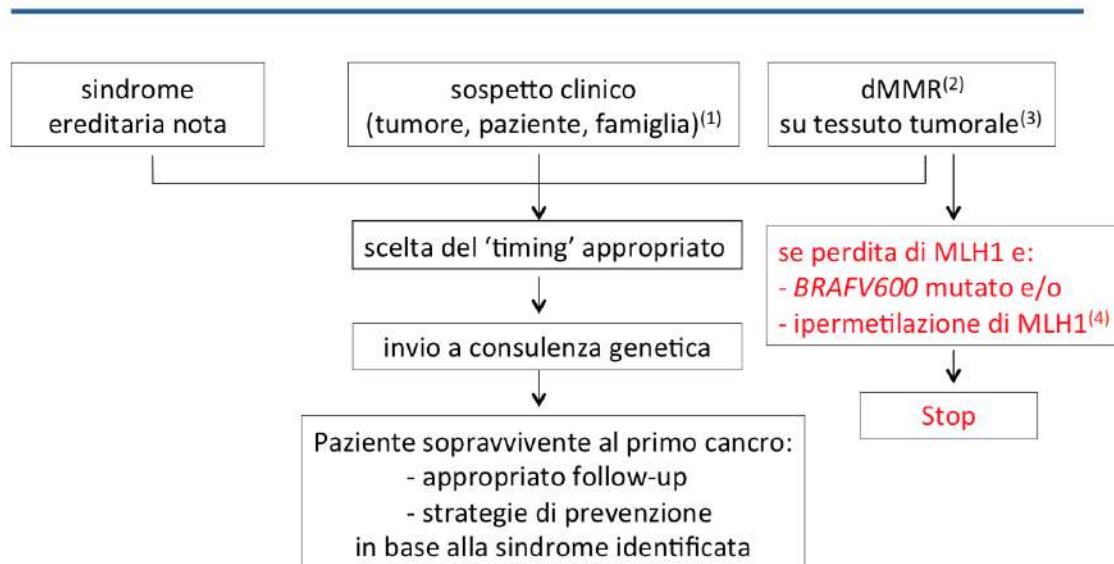 sindrome
ereditaria nota
sospetto clinico
(tumore, paziente, famiglia)(1)
dMMR(2)
su tessuto tumorale(3)
scelta del ‘timing’ appropriato
invio a consulenza genetica
Paziente sopravvivente al primo cancro:
- appropriato follow-up
- strategie di prevenzione
in base alla sindrome identificata
se perdita di MLH1 e:
- BRAFV600 mutato e/o
- ipermetilazione di MLH1(4)
Stop